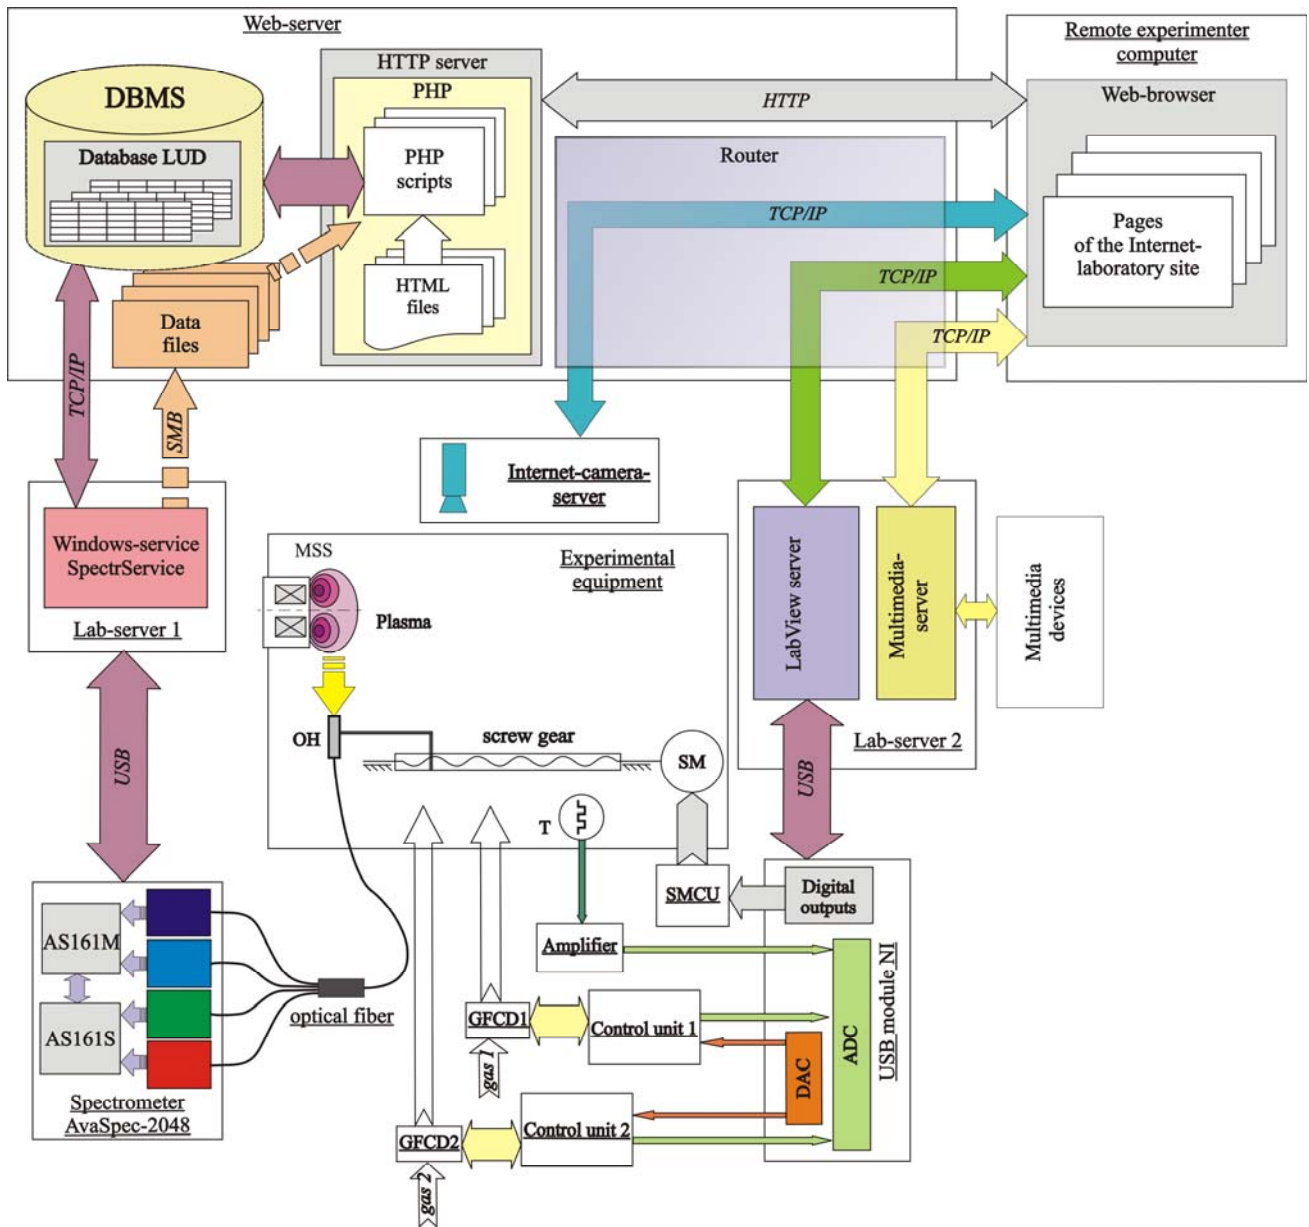 Web-server
HTTP server
PHP
DBMS
Database LUD
PHP
scripts
HTML
files
Data
files
HTTP
Router
TCP/IP
TCP/IP
TCP/IP
Remote experimenter
computer
Web-browser
Pages
of the Internet-
laboratory site
TCP/IP
SMB
Internet-camera-
server
Windows-service
SpectrService
Lab-server 1
MSS
Experimental
equipment
Plasma
OH
screw gear
SM
T
LabView server
Multimedia-
server
Lab-server 2
Multimedia
devices
USB
USB
SMCU
Digital
outputs
Amplifier
USB module NI
AS161M
AS161S
optical fiber
Spectrometer
AvaSpec-2048
GFCD1
Control unit 1
gas 1
DAC
ADC
GFCD2
Control unit 2
gas 2